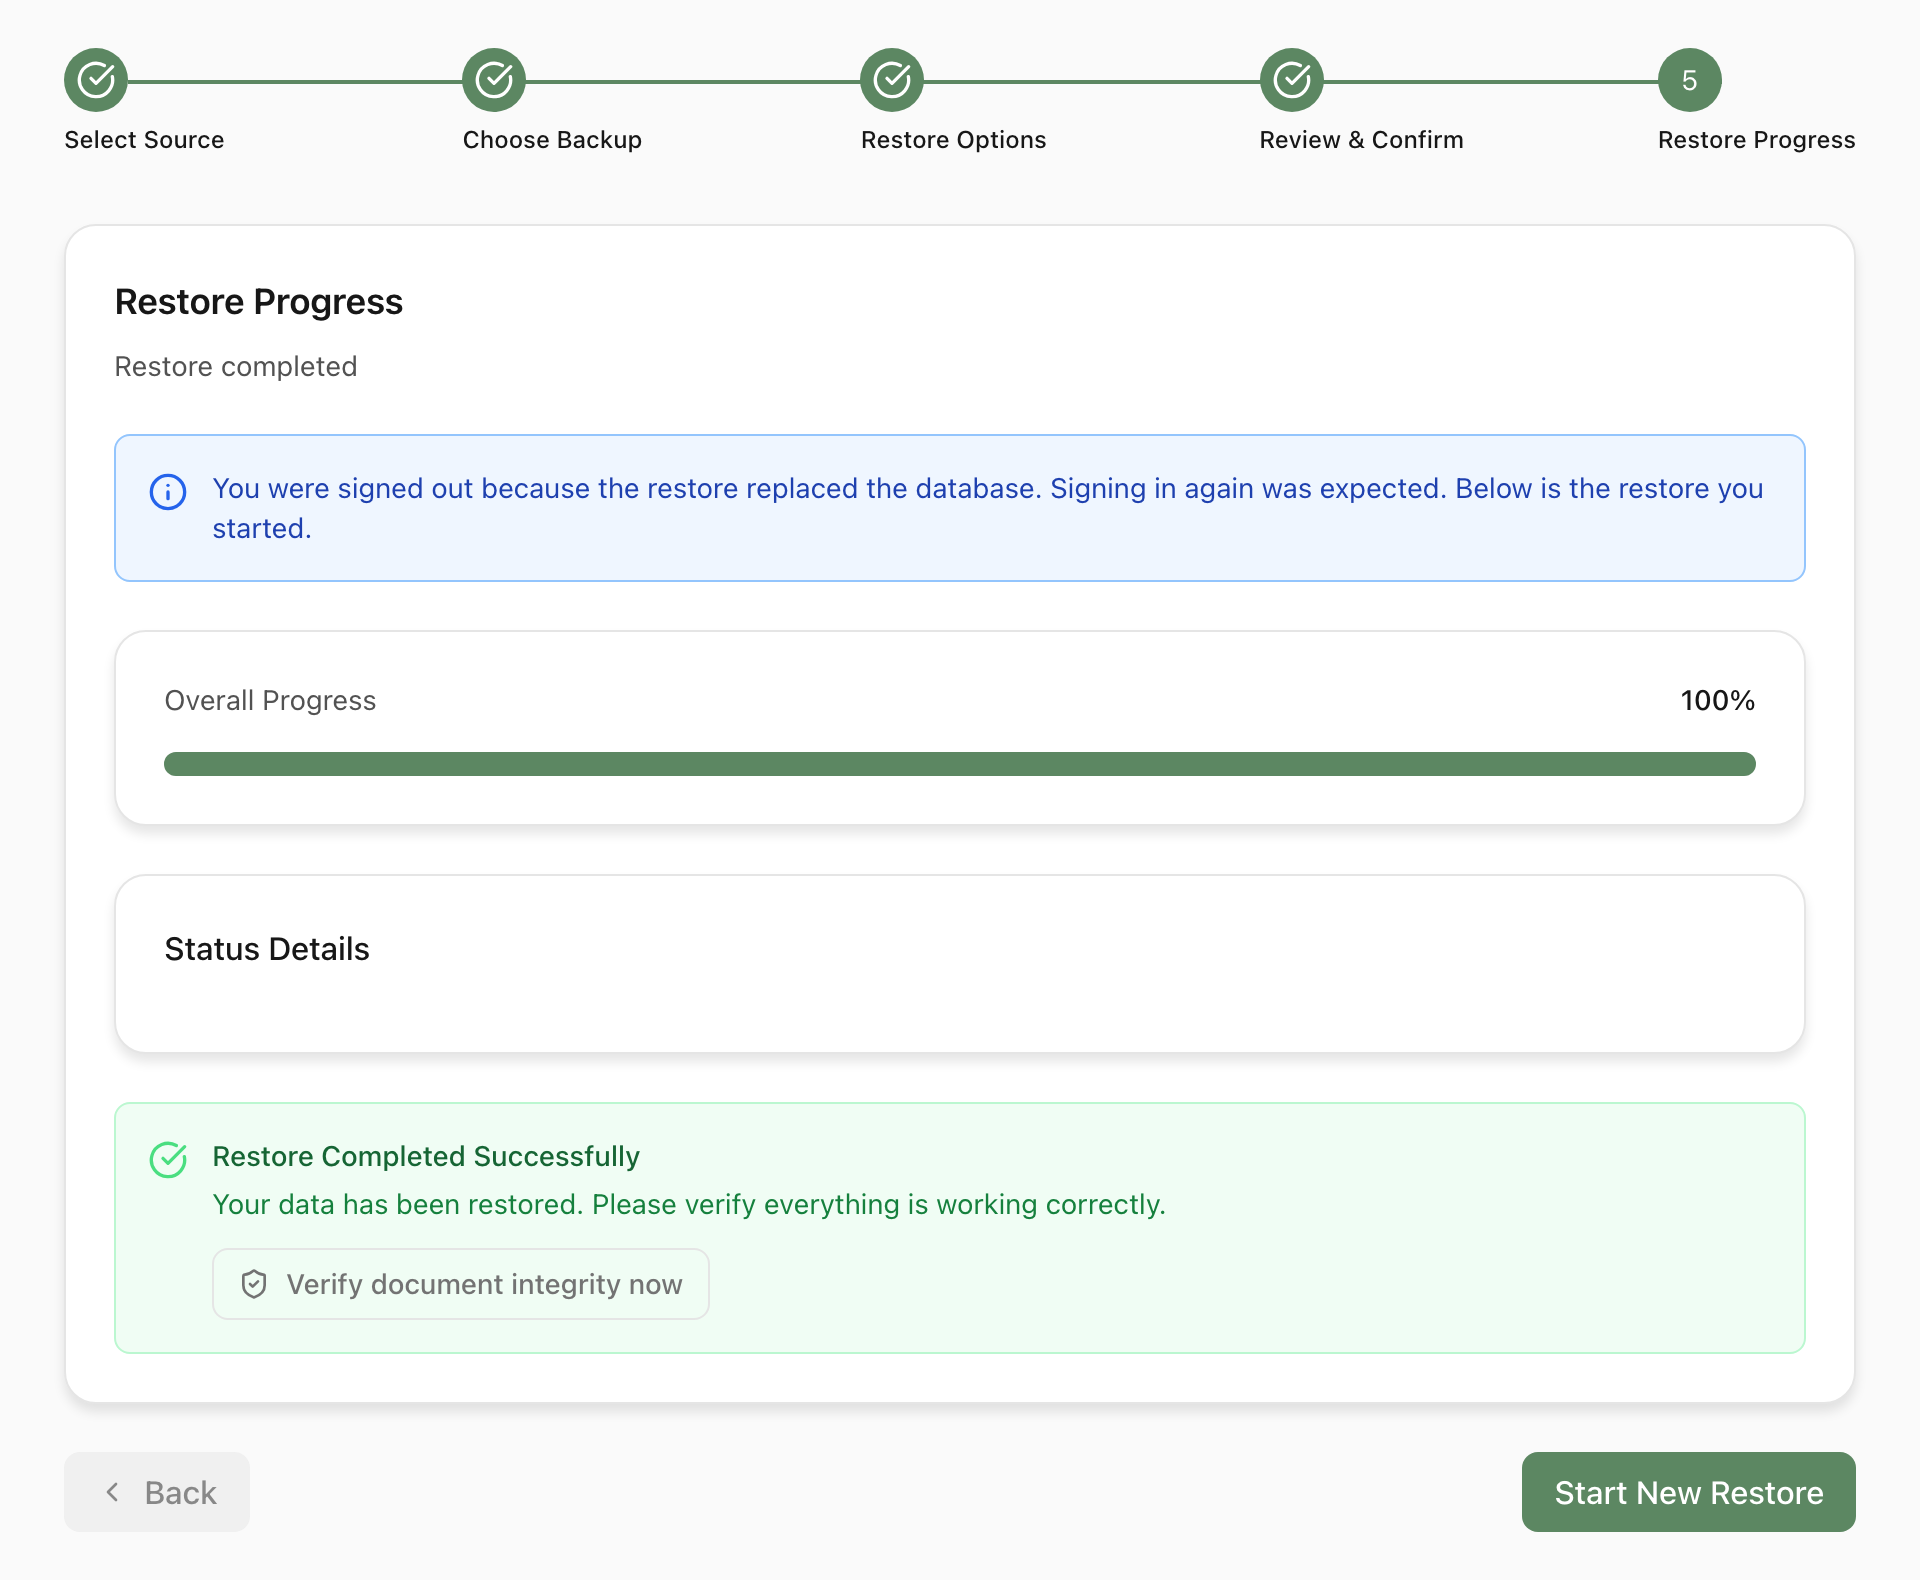 5
Select Source
Choose Backup
Restore Options
Review & Confirm
Restore Progress
Restore Progress
Restore completed
You were signed out because the restore replaced the database. Signing in again was expected. Below is the restore you
started.
Overall Progress
100%
Status Details
Restore Completed Successfully
Your data has been restored. Please verify everything is working correctly.
Verify document integrity now
Back
Start New Restore